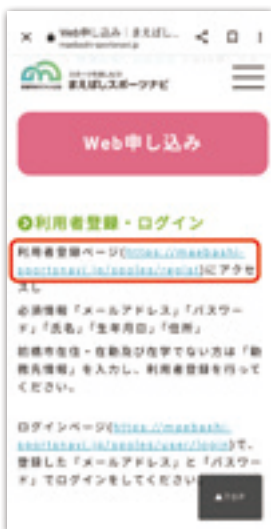 Web申し込み｜まえばし…
maebashi-sportsnavi.jp
まえばしスポーツナビ
Web申し込み
利用者登録・ログイン
利用者登録ページ(https://maebashi-
sportsnavi.jp/peoples/regist)にアクセ
スし
必須情報「メールアドレス」「パスワー
ド」「氏名」「生年月日」「住所」
前橋市在住・在勤及び在学でない方は「勤
務先情報」を入力し、利用者登録を行って
ください。
ログインページ(https://maebashi-
sportsnavi.jp/peoples/user/login)で、
登録した「メールアドレス」と「パスワー
ド」でログインをしてください
▲TOP